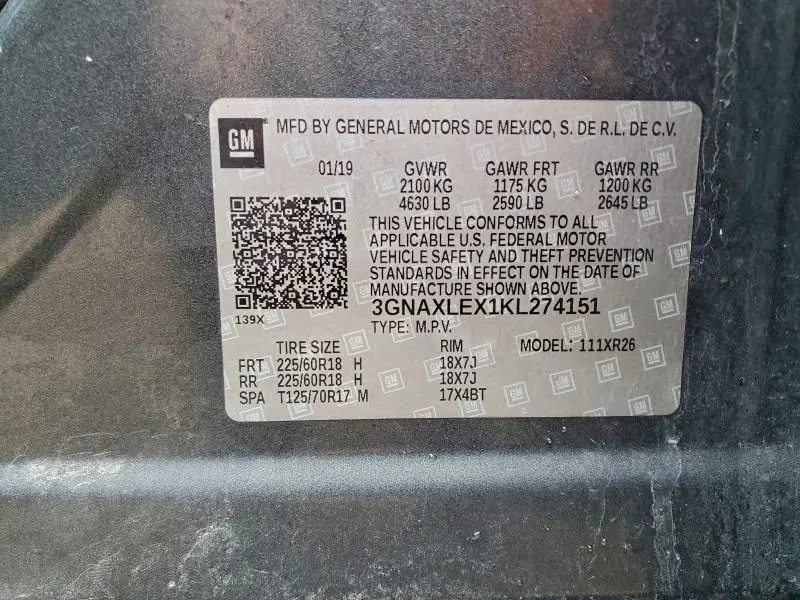 GM
MFD BY GENERAL MOTORS DE MEXICO, S. DE R.L. DE C.V.
01/19 GVWR GAWR FRT GAWR RR
2100 KG 1175 KG 1200 KG
4630 LB 2590 LB 2645 LB
THIS VEHICLE CONFORMS TO ALL
APPLICABLE U.S. FEDERAL MOTOR
VEHICLE SAFETY AND THEFT PREVENTION
STANDARDS IN EFFECT ON THE DATE OF
MANUFACTURE SHOWN ABOVE.
139X
3GNAXLEX1KL274151
TYPE: M.P.V.
TIRE SIZE RIM MODEL: 111XR26
FRT 225/60R18 H 18X7J
RR 225/60R18 H 18X7J
SPA T125/70R17 M 17X4BT